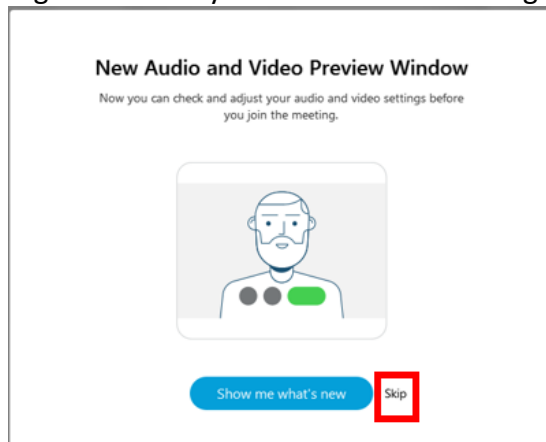 New Audio and Video Preview Window
Now you can check and adjust your audio and video settings before
you join the meeting.
Show me what's new Skip